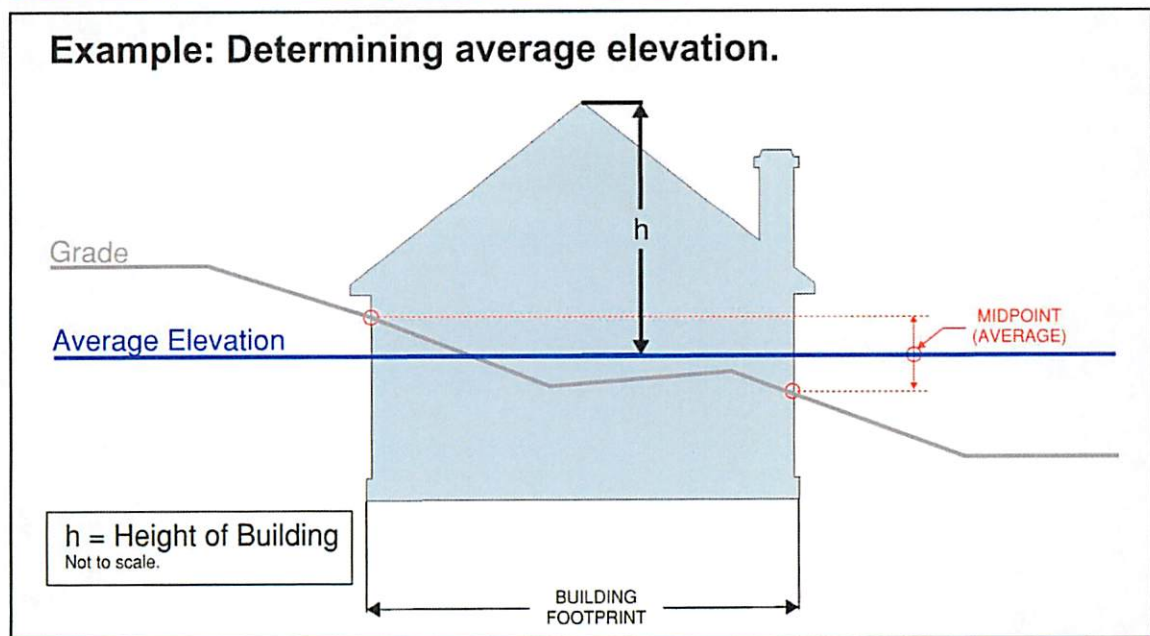 Example: Determining average elevation.
h
Grade
Average Elevation
MIDPOINT
(AVERAGE)
h = Height of Building
Not to scale.
BUILDING
FOOTPRINT